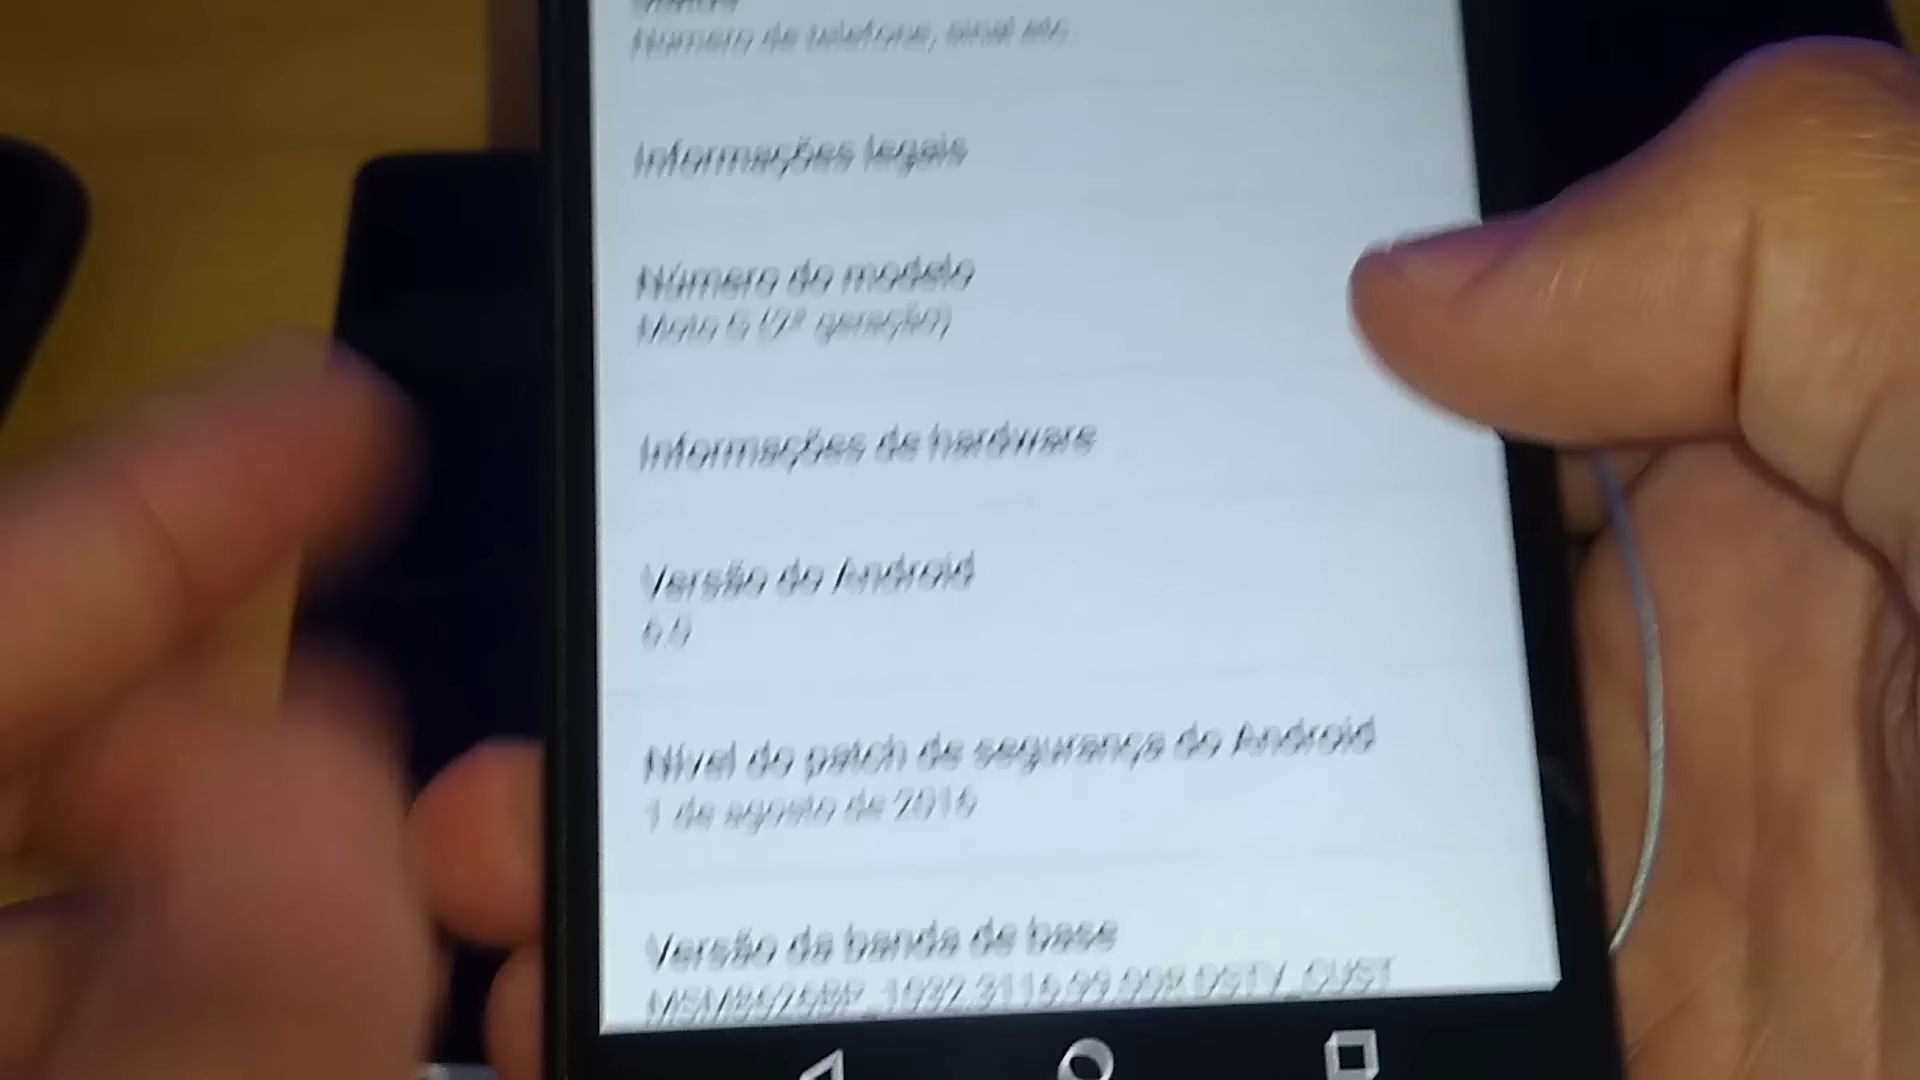 Status
Número de telefone, sinal etc.
Informações legais
Número do modelo
Moto G (2ª geração)
Informações de hardware
Versão do Android
6.0
Nível do patch de segurança do Android
1 de agosto de 2016
Versão da banda de base